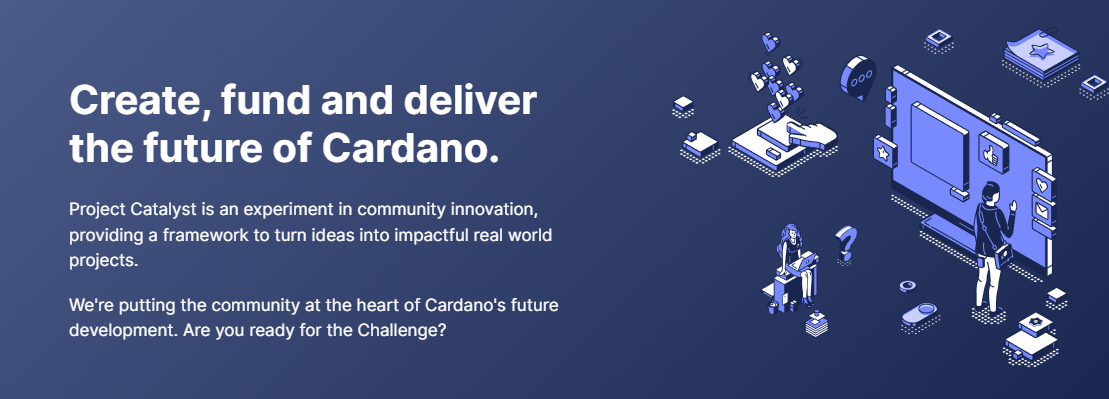 Create, fund and deliver
the future of Cardano.
Project Catalyst is an experiment in community innovation,
providing a framework to turn ideas into impactful real world
projects.
We're putting the community at the heart of Cardano's future
development. Are you ready for the Challenge?